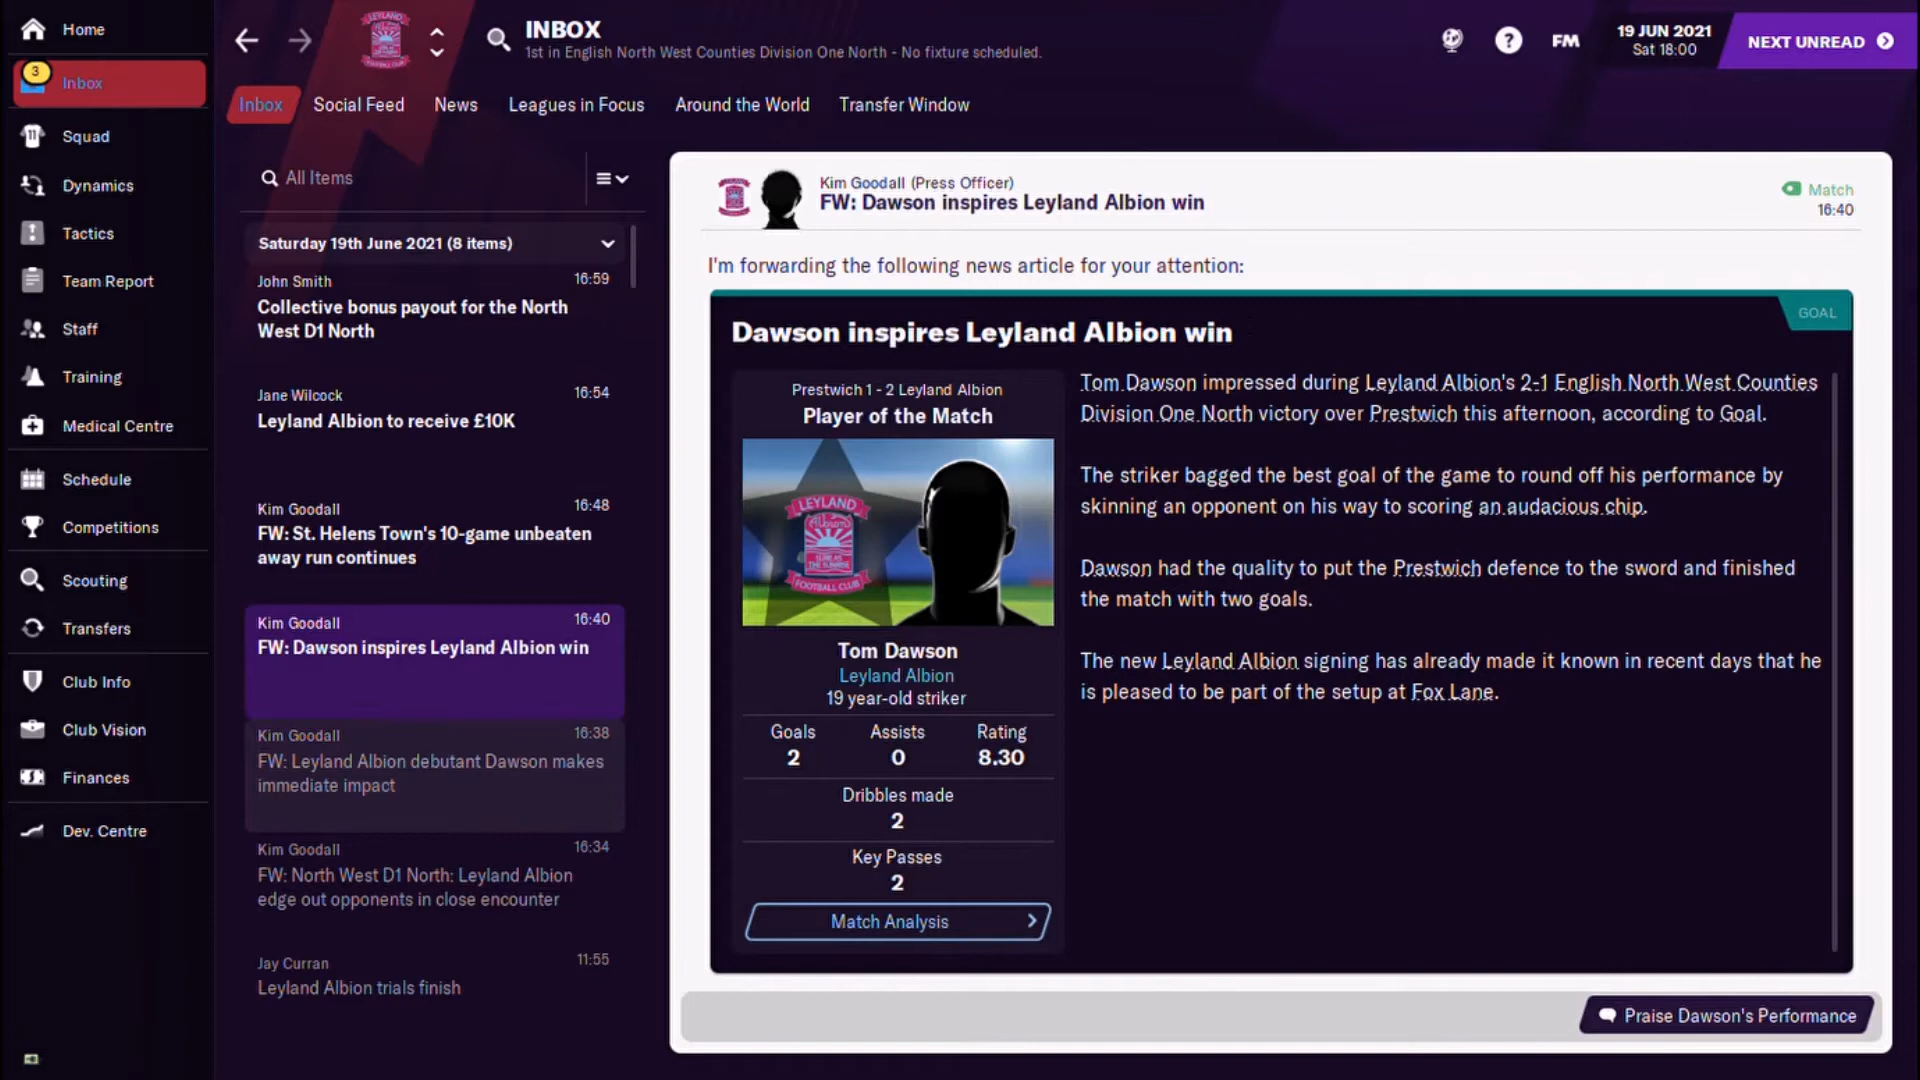 Home
3
Inbox
Squad
Dynamics
Tactics
Team Report
Staff
Training
Medical Centre
Schedule
Competitions
Scouting
Transfers
Club Info
Club Vision
Finances
Dev. Centre
INBOX
1st in English North West Counties Division One North - No fixture scheduled.
?
FM
19 JUN 2021
Sat 18:00
NEXT UNREAD
Inbox
Social Feed
News
Leagues in Focus
Around the World
Transfer Window
All Items
Saturday 19th June 2021 (8 items)
John Smith
16:59
Collective bonus payout for the North
West D1 North
Jane Wilcock
16:54
Leyland Albion to receive £10K
Kim Goodall
16:48
FW: St. Helens Town's 10-game unbeaten
away run continues
Kim Goodall
16:40
FW: Dawson inspires Leyland Albion win
Kim Goodall
16:38
FW: Leyland Albion debutant Dawson makes
immediate impact
Kim Goodall
16:34
FW: North West D1 North: Leyland Albion
edge out opponents in close encounter
Jay Curran
11:55
Leyland Albion trials finish
Kim Goodall (Press Officer)
FW: Dawson inspires Leyland Albion win
Match
16:40
I'm forwarding the following news article for your attention:
GOAL
Dawson inspires Leyland Albion win
Prestwich 1 - 2 Leyland Albion
Player of the Match
LEYLAND
Albion
FOOTBALL CLUB
Tom Dawson
Leyland Albion
19 year-old striker
Goals
2
Assists
0
Rating
8.30
Dribbles made
2
Key Passes
2
Match Analysis
Tom Dawson impressed during Leyland Albion's 2-1 English North West Counties
Division One North victory over Prestwich this afternoon, according to Goal.
The striker bagged the best goal of the game to round off his performance by
skinning an opponent on his way to scoring an audacious chip.
Dawson had the quality to put the Prestwich defence to the sword and finished
the match with two goals.
The new Leyland Albion signing has already made it known in recent days that he
is pleased to be part of the setup at Fox Lane.
Praise Dawson's Performance